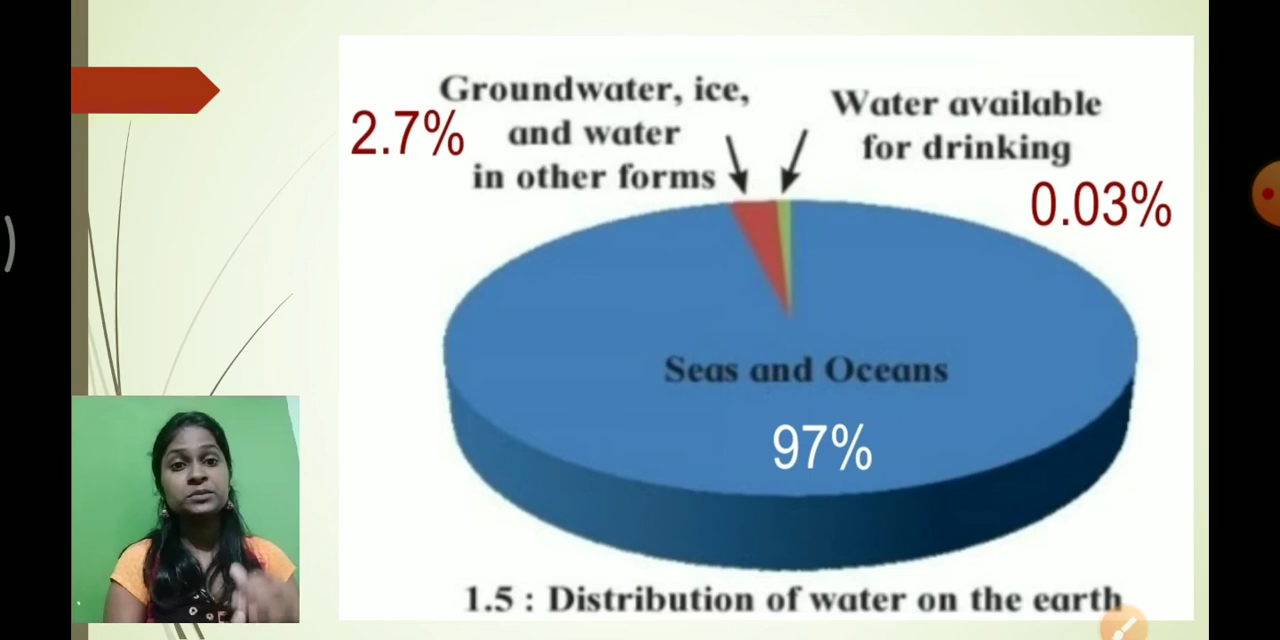 Groundwater, ice,
2.7% and water
in other forms
Water available
for drinking
0.03%
Seas and Oceans
97%
1.5 : Distribution of water on the earth